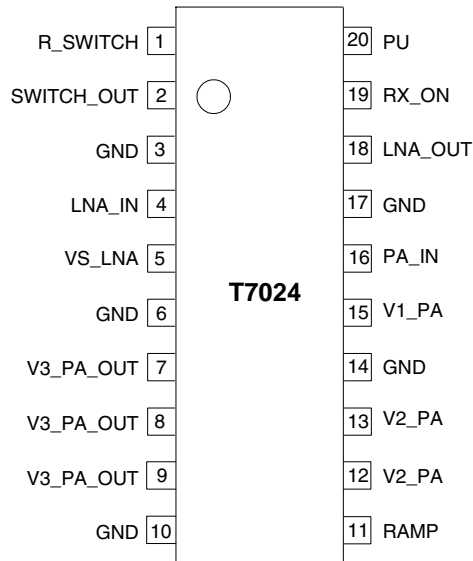 R_SWITCH 1 20 PU
SWITCH_OUT 2 19 RX_ON
GND 3 18 LNA_OUT
LNA_IN 4 17 GND
VS_LNA 5 16 PA_IN
T7024
GND 6 15 V1_PA
V3_PA_OUT 7 14 GND
V3_PA_OUT 8 13 V2_PA
V3_PA_OUT 9 12 V2_PA
GND 10 11 RAMP